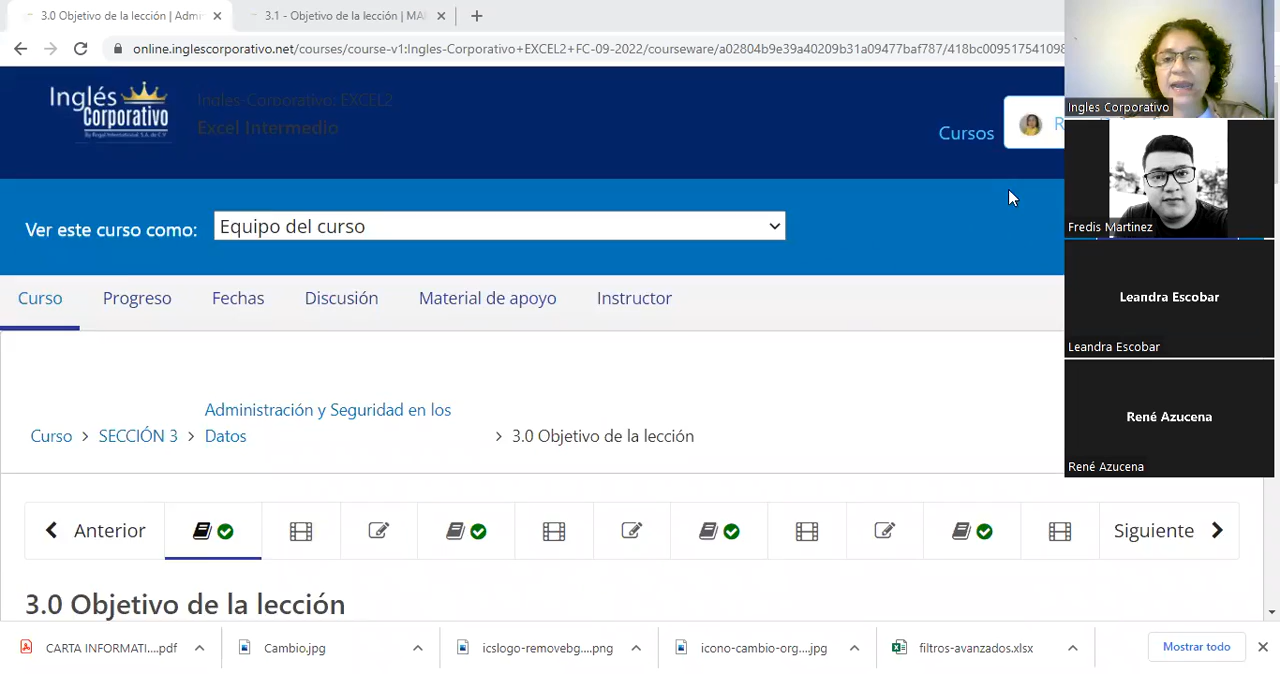 3.0 Objetivo de la lección | Adm
3.1 - Objetivo de la lección | MA
online.inglescorporativo.net/courses/course-v1:Ingles-Corporativo+EXCEL2+FC-09-2022/courseware/a02804b9e39a40209b31a09477baf787/418bc009517541098
Inglés Corporativo
By Regal International, S.A. de C.V.
Ingles-Corporativo: EXCEL2
Excel Intermedio
Cursos
R
Ver este curso como:
Equipo del curso
Curso
Progreso
Fechas
Discusión
Material de apoyo
Instructor
Curso > SECCIÓN 3 > Administración y Seguridad en los Datos > 3.0 Objetivo de la lección
Anterior
Siguiente
3.0 Objetivo de la lección
CARTA INFORMATI....pdf
Cambio.jpg
icslogo-removebg....png
icono-cambio-org....jpg
filtros-avanzados.xlsx
Mostrar todo
Ingles Corporativo
Fredis Martinez
Leandra Escobar
Leandra Escobar
René Azucena
René Azucena